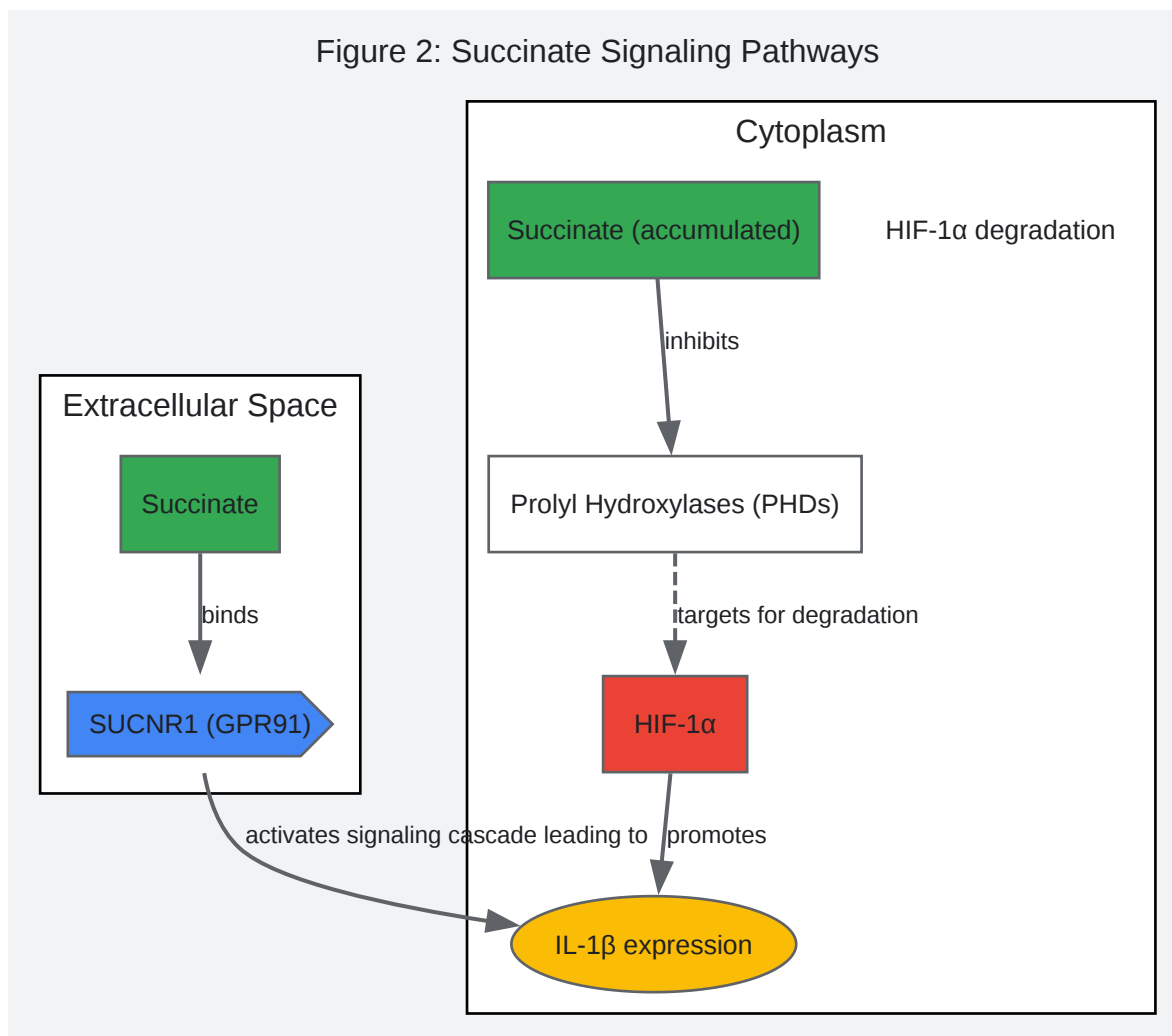 Figure 2: Succinate Signaling Pathways
Cytoplasm
Succinate (accumulated)
HIF-1α degradation
inhibits
Extracellular Space
Succinate
Prolyl Hydroxylases (PHDs)
binds
targets for degradation
SUCNR1 (GPR91)
HIF-1α
activates signaling cascade leading to
promotes
IL-1β expression